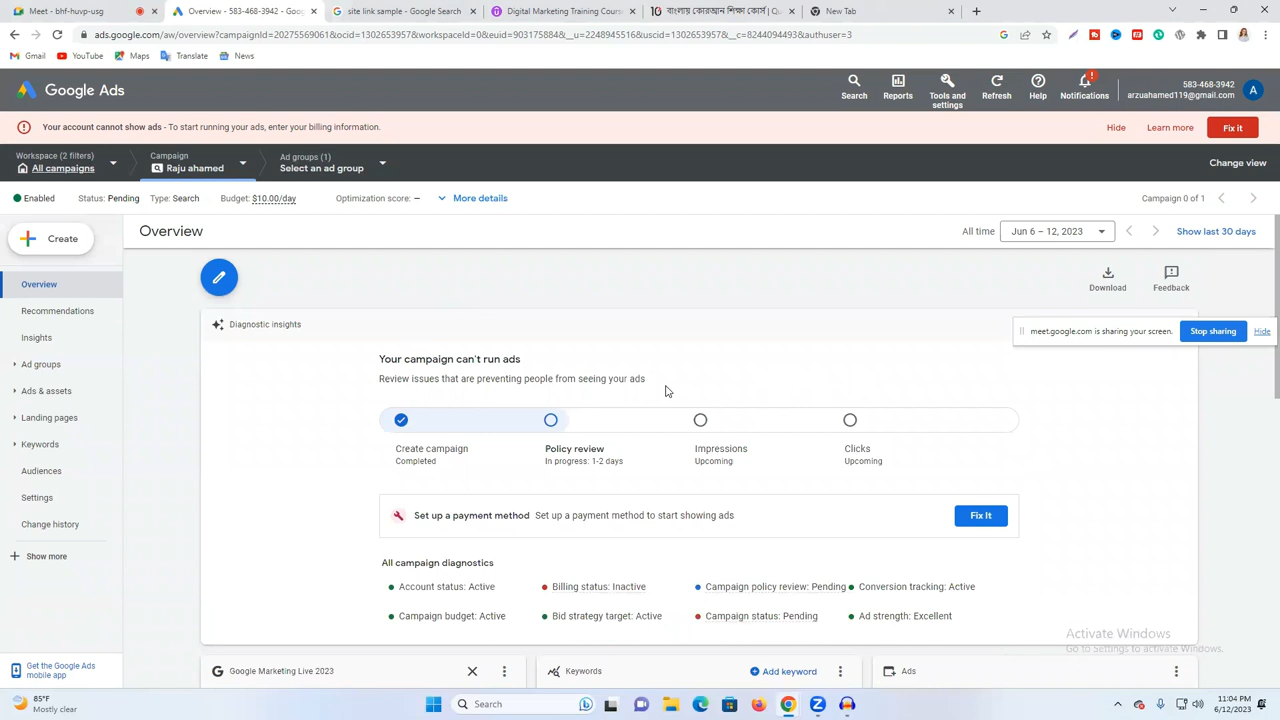 Meet - bhf-huvp-usg
Overview - 583-468-3942 - Goog
site link sample - Google Search
Digital Marketing Training Cours
বাংলায় কোরআন শিক্ষা কোর্স | Qu
New Tab
ads.google.com/aw/overview?campaignId=20275569061&ocid=1302653957&workspaceId=0&euid=903175884&__u=2248945516&uscid=1302653957&__c=8244094493&authuser=3
Gmail
YouTube
Maps
Translate
News
Google Ads
Search
Reports
Tools and settings
Refresh
Help
Notifications
583-468-3942
arzuahamed119@gmail.com
A
Your account cannot show ads - To start running your ads, enter your billing information.
Hide
Learn more
Fix it
Workspace (2 filters)
All campaigns
Campaign
Raju ahamed
Ad groups (1)
Select an ad group
Change view
Enabled
Status: Pending
Type: Search
Budget: $10.00/day
Optimization score: –
More details
Campaign 0 of 1
Create
Overview
All time
Jun 6 – 12, 2023
Show last 30 days
Overview
Recommendations
Insights
Ad groups
Ads & assets
Landing pages
Keywords
Audiences
Settings
Change history
Show more
Get the Google Ads mobile app
Download
Feedback
Diagnostic insights
meet.google.com is sharing your screen.
Stop sharing
Hide
Your campaign can't run ads
Review issues that are preventing people from seeing your ads
Create campaign
Completed
Policy review
In progress: 1-2 days
Impressions
Upcoming
Clicks
Upcoming
Set up a payment method
Set up a payment method to start showing ads
Fix It
All campaign diagnostics
Account status: Active
Billing status: Inactive
Campaign policy review: Pending
Conversion tracking: Active
Campaign budget: Active
Bid strategy target: Active
Campaign status: Pending
Ad strength: Excellent
Activate Windows
Go to Settings to activate Windows.
Google Marketing Live 2023
Keywords
Add keyword
Ads
85°F
Mostly clear
Search
11:04 PM
6/12/2023